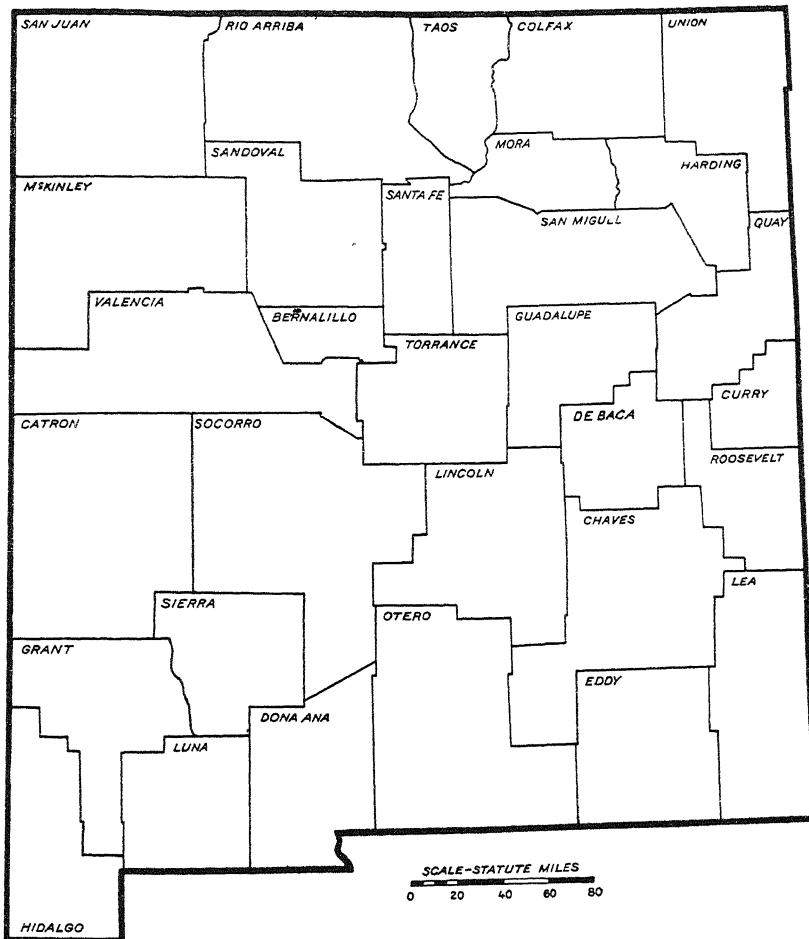 SAN JUAN
RIO ARRIBA
TAOS
COLFAX
UNION
SANDOVAL
MORA
HARDING
McKINLEY
SANTA FE
SAN MIGULL
QUAY
VALENCIA
BERNALILLO
GUADALUPE
TORRANCE
CURRY
DE BACA
CATRON
SOCORRO
ROOSEVELT
LINCOLN
CHAVES
LEA
SIERRA
OTERO
GRANT
EDDY
DONA ANA
LUNA
SCALE-STATUTE MILES
0 20 40 60 80
HIDALGO